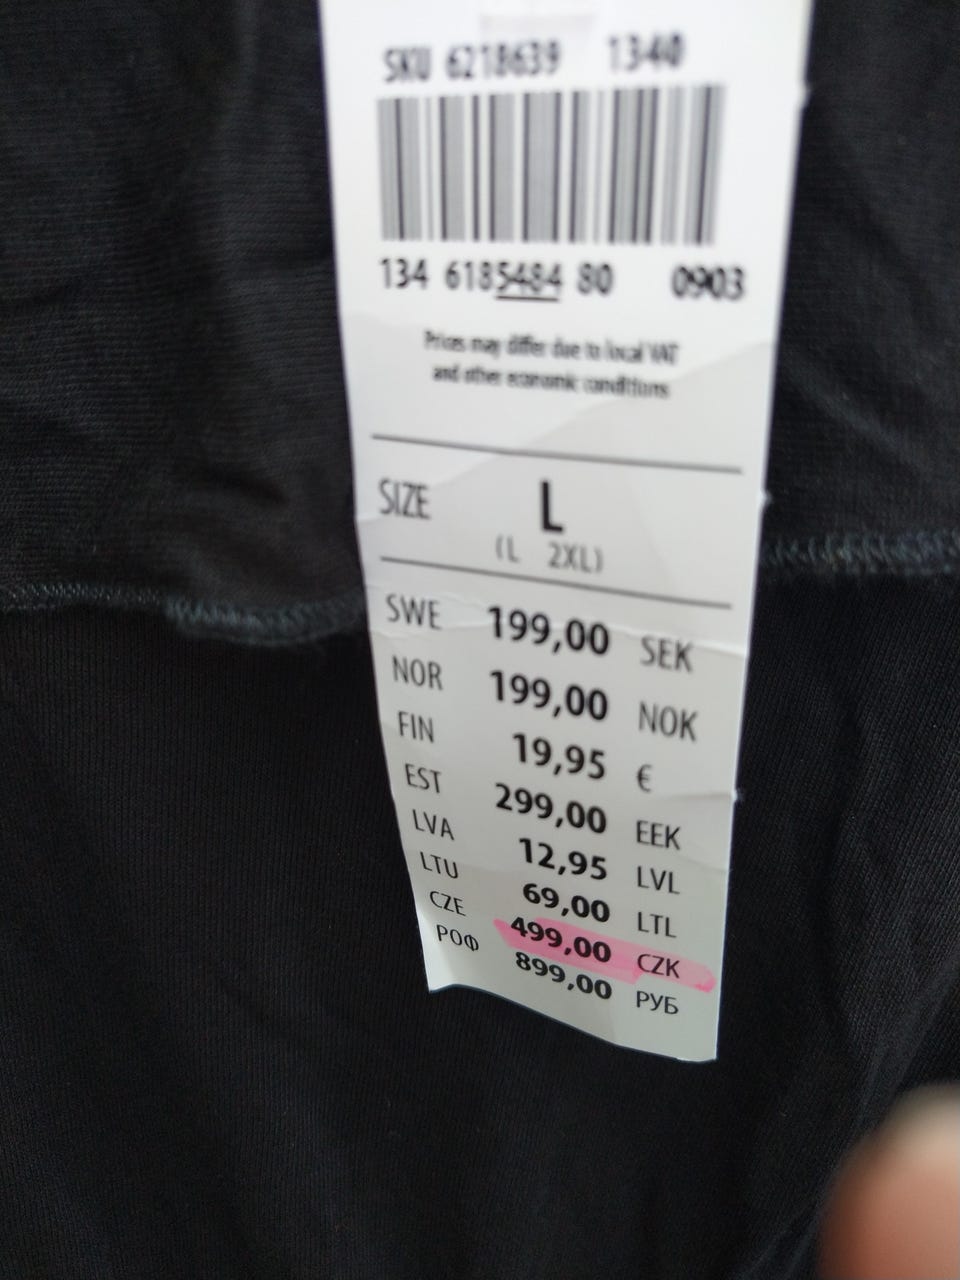 SKU 6218639 1340
134 6185484 80 0903
Prices may differ due to local VAT
and other economic conditions
SIZE L
(L 2XL)
SWE 199,00 SEK
NOR 199,00 NOK
FIN 19,95 €
EST 299,00 EEK
LVA 12,95 LVL
LTU 69,00 LTL
CZE 499,00 CZK
РОФ 899,00 РУБ